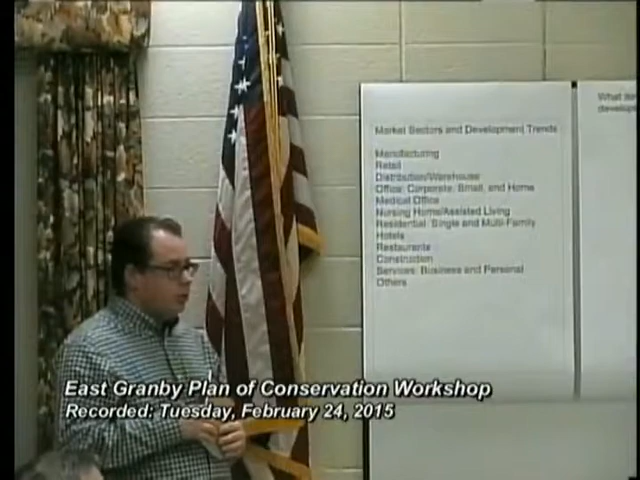 Market Sectors and Development Trends
Manufacturing
Retail
Distribution/Warehouse
Office: Corporate, Small, and Home
Medical Office
Nursing Home/Assisted Living
Residential: Single and Multi-Family
Hotels
Restaurants
Construction
Services: Business and Personal
Others
What
East Granby Plan of Conservation Workshop
Recorded: Tuesday, February 24, 2015